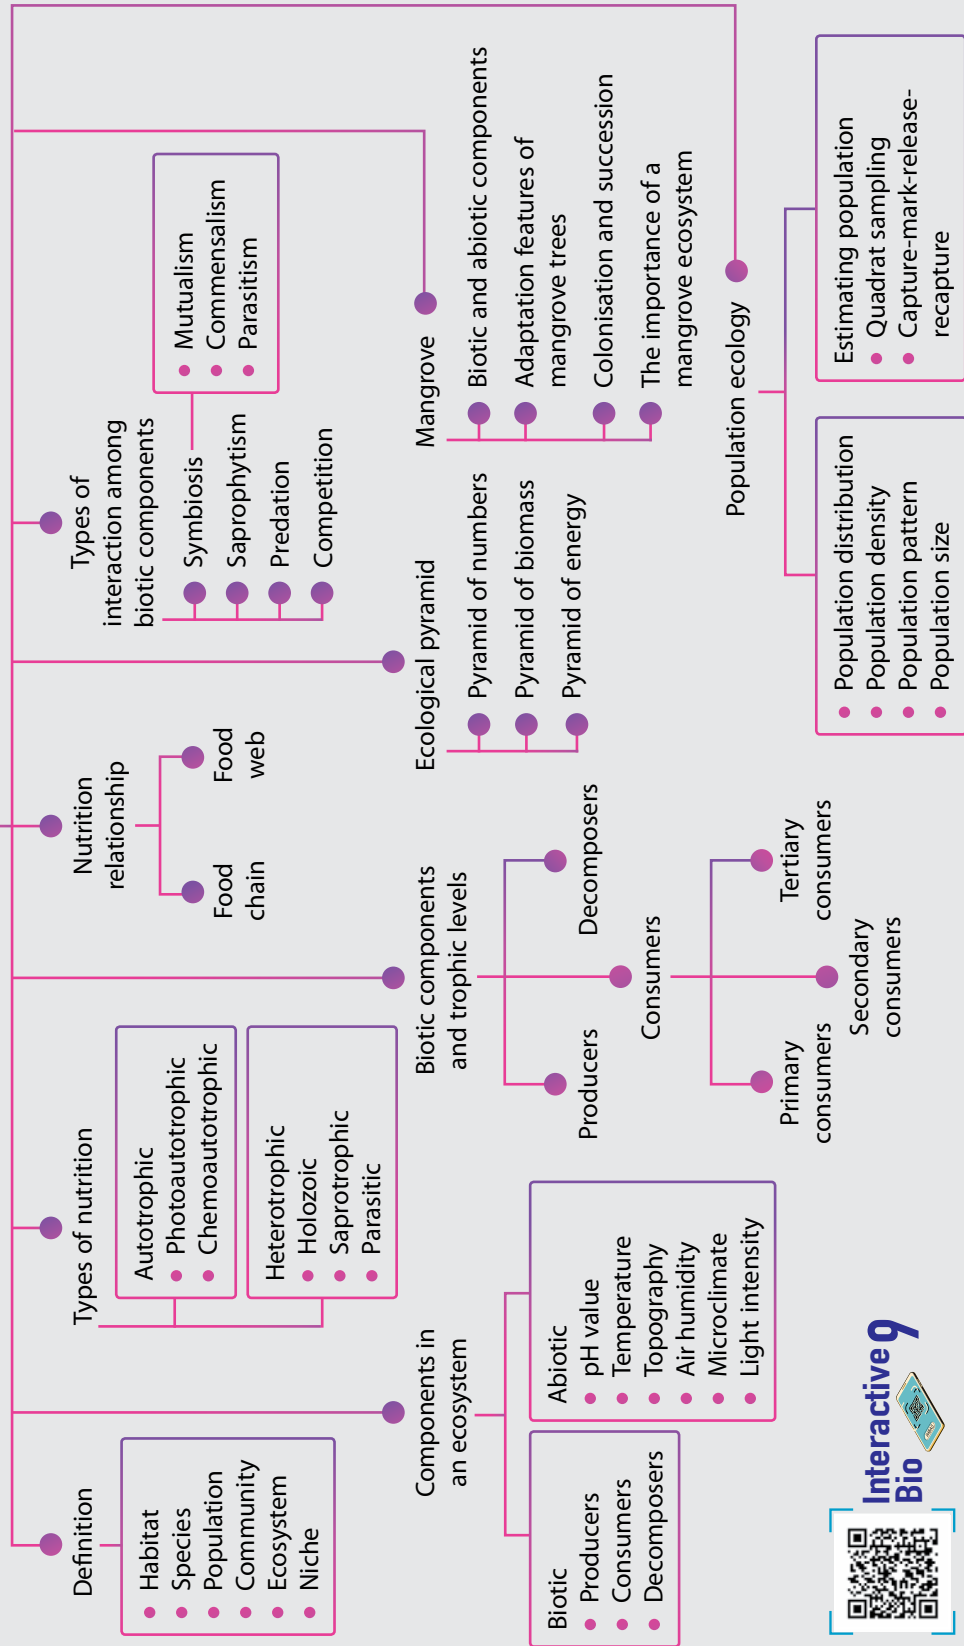 Definition
Habitat
Species
Population
Community
Ecosystem
Niche
Types of nutrition
Autotrophic
Photoautotrophic
Chemoautotrophic
Heterotrophic
Holozoic
Saprotrophic
Parasitic
Nutrition
relationship
Food
chain
Food
web
Types of
interaction among
biotic components
Symbiosis
Saprophytism
Predation
Competition
Mutualism
Commensalism
Parasitism
Components in
an ecosystem
Biotic
Producers
Consumers
Decomposers
Abiotic
pH value
Temperature
Topography
Air humidity
Microclimate
Light intensity
Biotic components
and trophic levels
Producers
Decomposers
Consumers
Primary
consumers
Secondary
consumers
Tertiary
consumers
Ecological pyramid
Pyramid of numbers
Pyramid of biomass
Pyramid of energy
Mangrove
Biotic and abiotic components
Adaptation features of
mangrove trees
Colonisation and succession
The importance of a
mangrove ecosystem
Population ecology
Population distribution
Population density
Population pattern
Population size
Estimating population
Quadrat sampling
Capture-mark-release-
recapture
Interactive 9
Bio